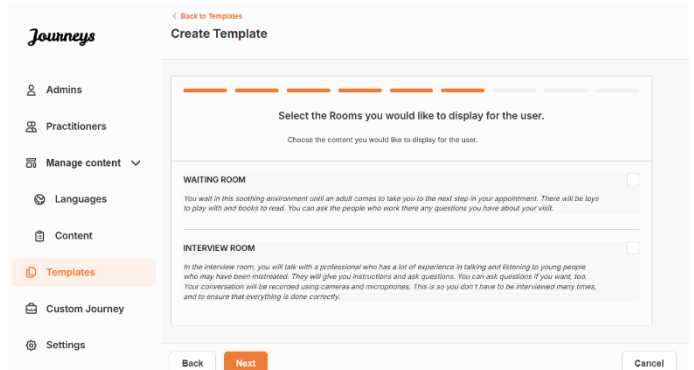 Back to Templates
Journeys
Create Template
Admins
Practitioners
Manage content
Languages
Content
Templates
Custom Journey
Settings
Select the Rooms you would like to display for the user.
Choose the content you would like to display for the user.
WAITING ROOM
You wait in this soothing environment until an adult comes to take you to the next step in your appointment. There will be toys
to play with and books to read. You can ask the people who work there any questions you have about your visit.
INTERVIEW ROOM
In the interview room, you will talk with a professional who has a lot of experience in talking and listening to young people
who may have been mistreated. They will give you instructions and ask questions. You can ask questions if you want, too.
Your conversation will be recorded using cameras and microphones. This is so you don't have to be interviewed many times,
and to ensure that everything is done correctly.
Back
Next
Cancel